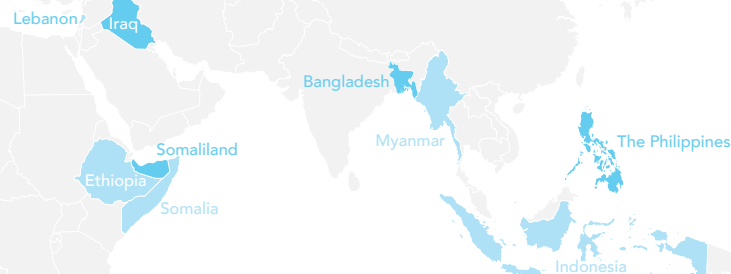 Lebanon
Iraq
Bangladesh
Myanmar
The Philippines
Somaliland
Ethiopia
Somalia
Indonesia